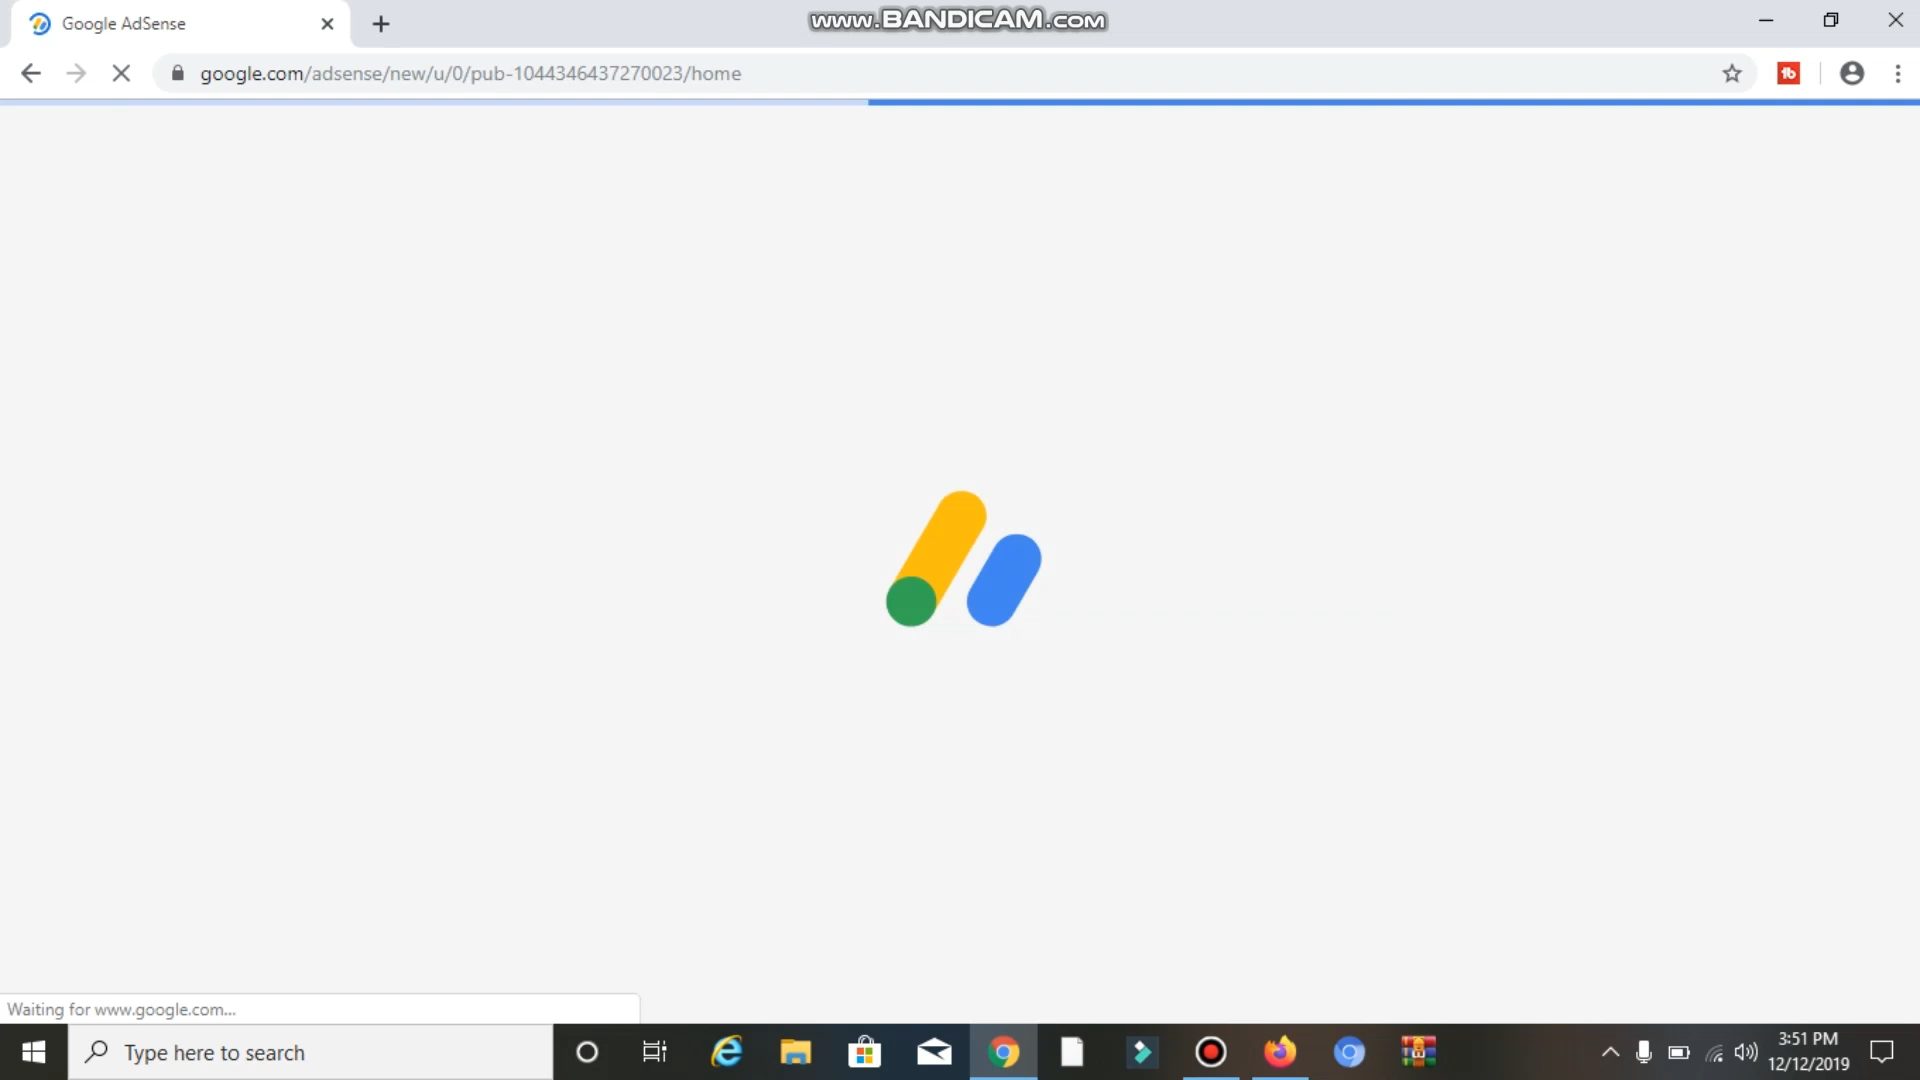 Google AdSense
www.BANDICAM.com
google.com/adsense/new/u/0/pub-1044346437270023/home
Waiting for www.google.com...
Type here to search
3:51 PM
12/12/2019